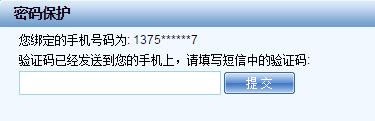 密码保护
您绑定的手机号码为: 1375******7
验证码已经发送到您的手机上，请填写短信中的验证码:
提 交